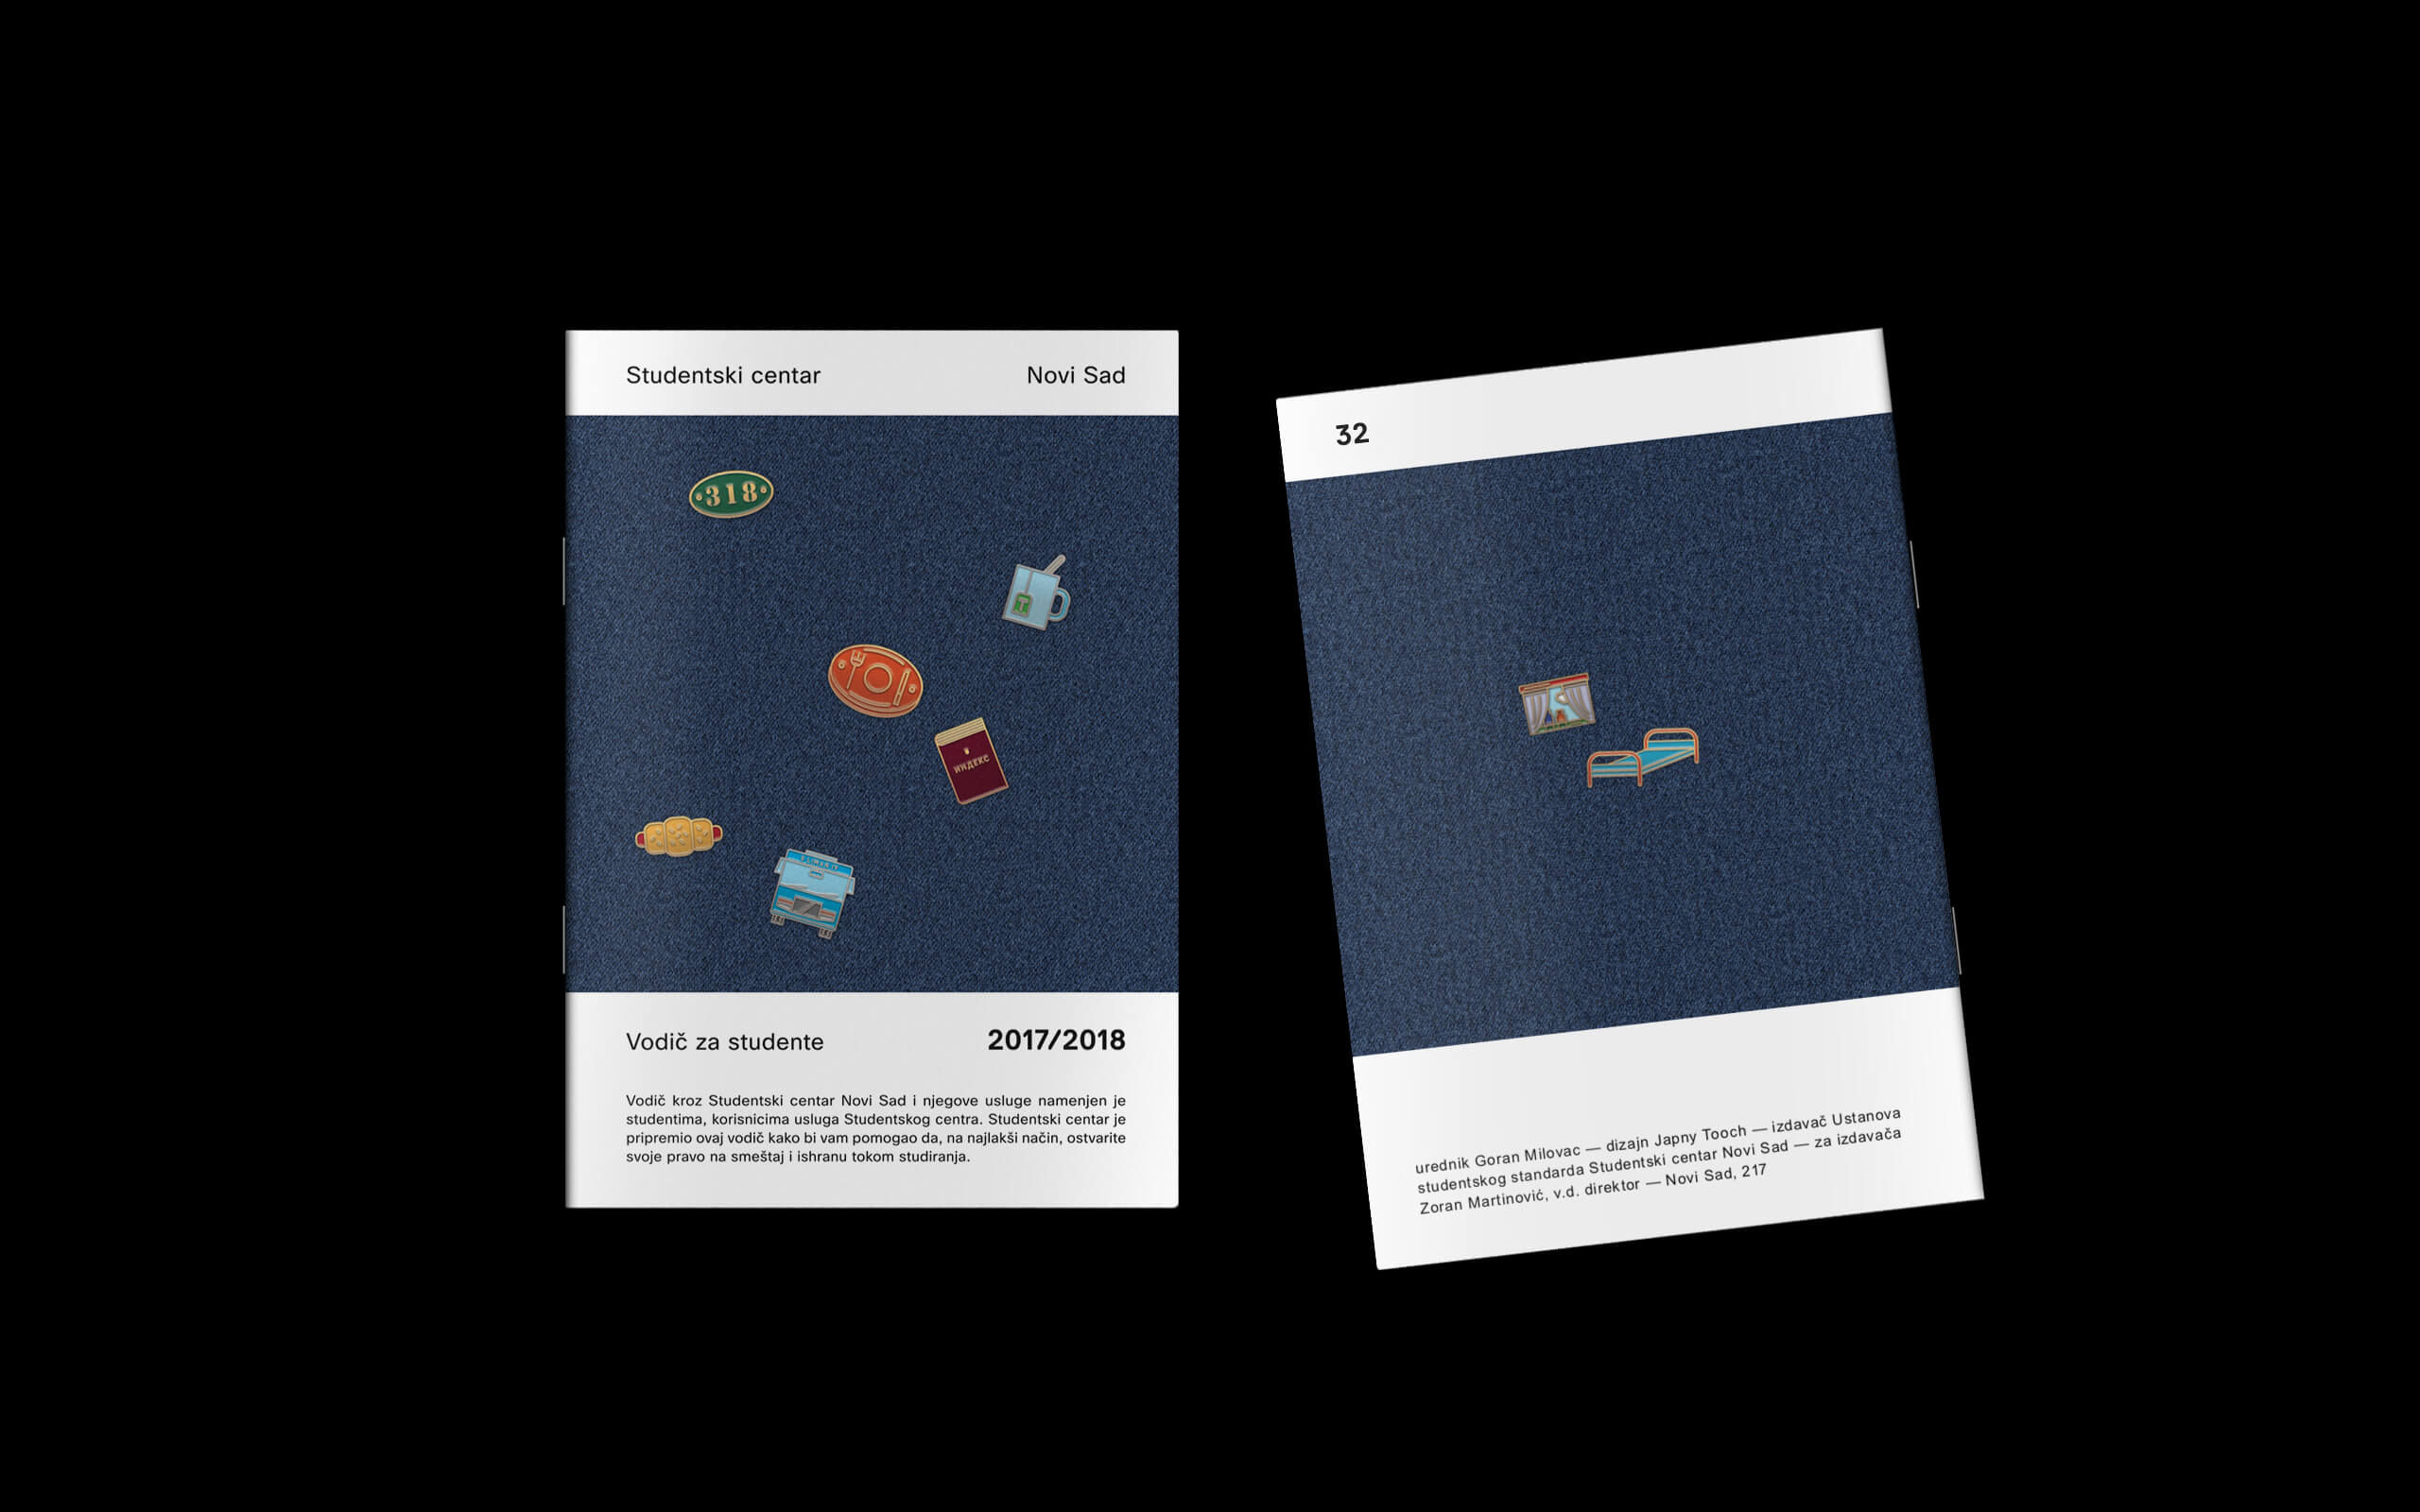 Studentski centar
Novi Sad
318
ИНДЕКС
Vodič za studente
2017/2018
Vodič kroz Studentski centar Novi Sad i njegove usluge namenjen je
studentima, korisnicima usluga Studentskog centra. Studentski centar je
pripremio ovaj vodič kako bi vam pomogao da, na najlakši način, ostvarite
svoje pravo na smeštaj i ishranu tokom studiranja.
32
urednik Goran Milovac — dizajn Japny Tooch — izdavač Ustanova
studentskog standarda Studentski centar Novi Sad — za izdavača
Zoran Martinović, v.d. direktor — Novi Sad, 217